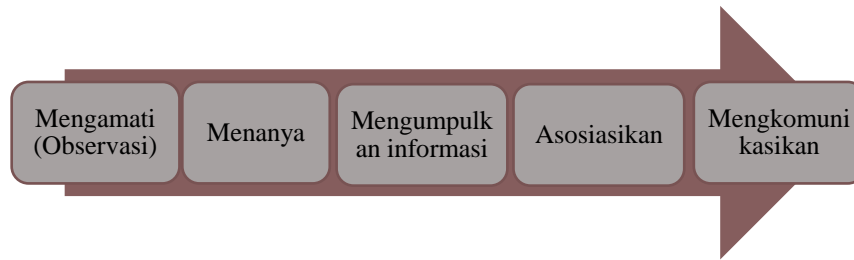 Mengamati
(Observasi)
Menanya
Mengumpulk
an informasi
Asosiasikan
Mengkomuni
kasikan